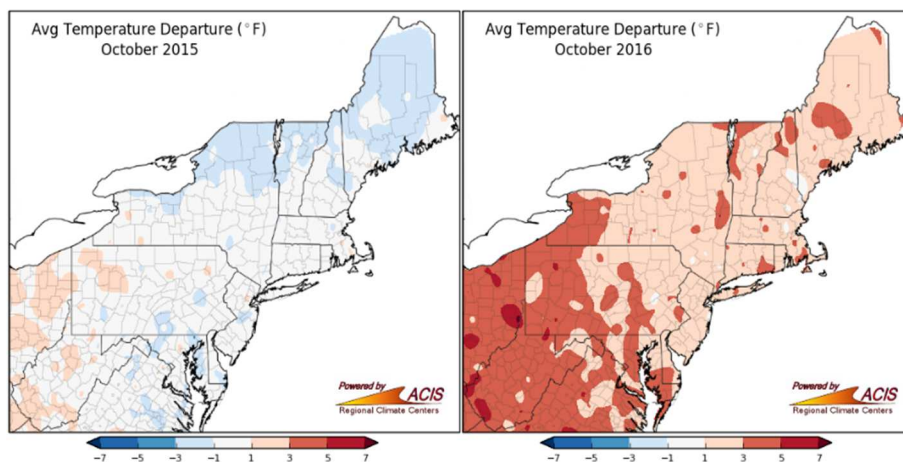 Avg Temperature Departure (°F)
October 2015
Powered by
ACIS
Regional Climate Centers
-7 -5 -3 -1 1 3 5 7
Avg Temperature Departure (°F)
October 2016
Powered by
ACIS
Regional Climate Centers
-7 -5 -3 -1 1 3 5 7